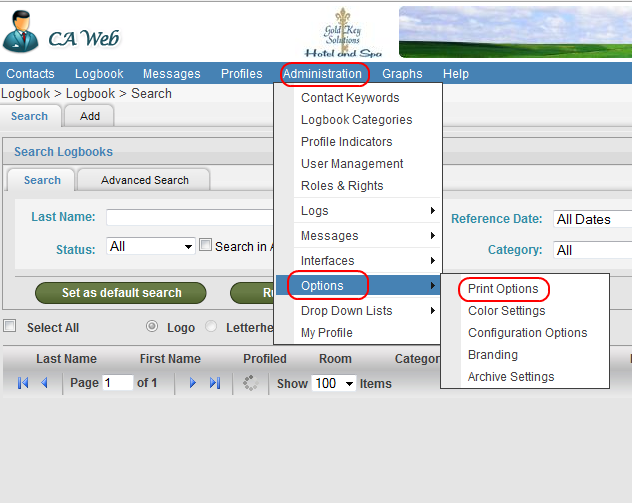 CA Web
Gold Key
Solutions
Hotel and Spa
Contacts Logbook Messages Profiles Administration Graphs Help
Logbook > Logbook > Search
Search Add
Search Logbooks
Search Advanced Search
Last Name:
Status: All Search in
Reference Date: All Dates
Category: All
Set as default search
Select All Logo
Last Name First Name Profiled Room
Page 1 of 1 Show 100 Items
Contact Keywords
Logbook Categories
Profile Indicators
User Management
Roles & Rights
Logs
Messages
Interfaces
Options
Drop Down Lists
My Profile
Print Options
Color Settings
Configuration Options
Branding
Archive Settings